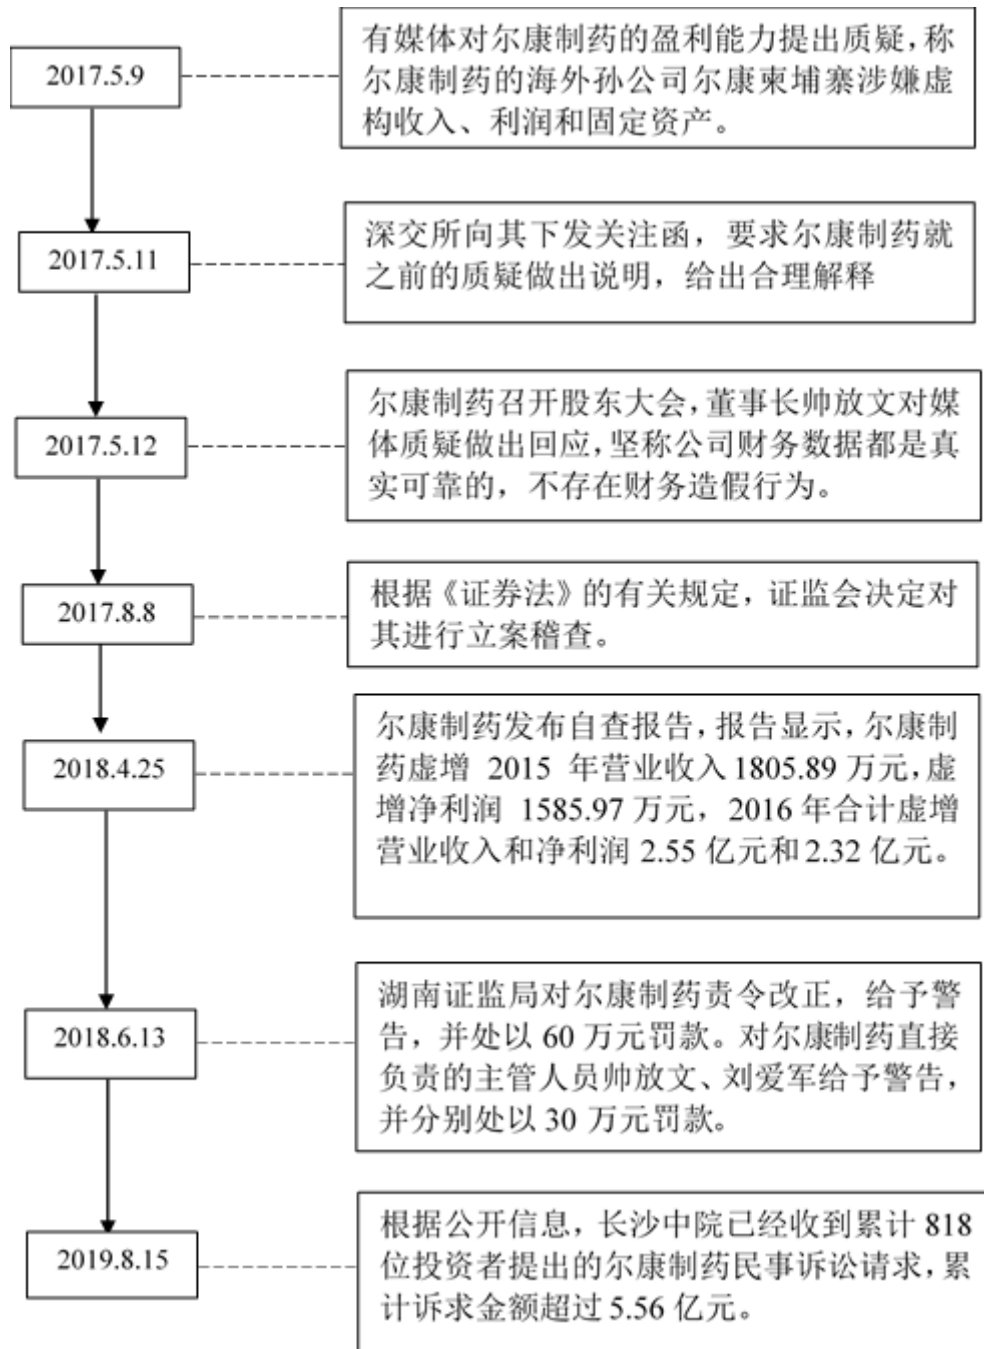 2017.5.9
有媒体对尔康制药的盈利能力提出质疑，称
尔康制药的海外孙公司尔康柬埔寨涉嫌虚
构收入、利润和固定资产。
2017.5.11
深交所向其下发关注函，要求尔康制药就
之前的质疑做出说明，给出合理解释
2017.5.12
尔康制药召开股东大会，董事长帅放文对媒
体质疑做出回应，坚称公司财务数据都是真
实可靠的，不存在财务造假行为。
2017.8.8
根据《证券法》的有关规定，证监会决定对
其进行立案稽查。
2018.4.25
尔康制药发布自查报告，报告显示，尔康制
药虚增 2015 年营业收入 1805.89 万元，虚
增净利润 1585.97 万元，2016 年合计虚增
营业收入和净利润 2.55 亿元和 2.32 亿元。
2018.6.13
湖南证监局对尔康制药责令改正，给予警
告，并处以 60 万元罚款。对尔康制药直接
负责的主管人员帅放文、刘爱军给予警告，
并分别处以 30 万元罚款。
2019.8.15
根据公开信息，长沙中院已经收到累计 818
位投资者提出的尔康制药民事诉讼请求，累
计诉求金额超过 5.56 亿元。